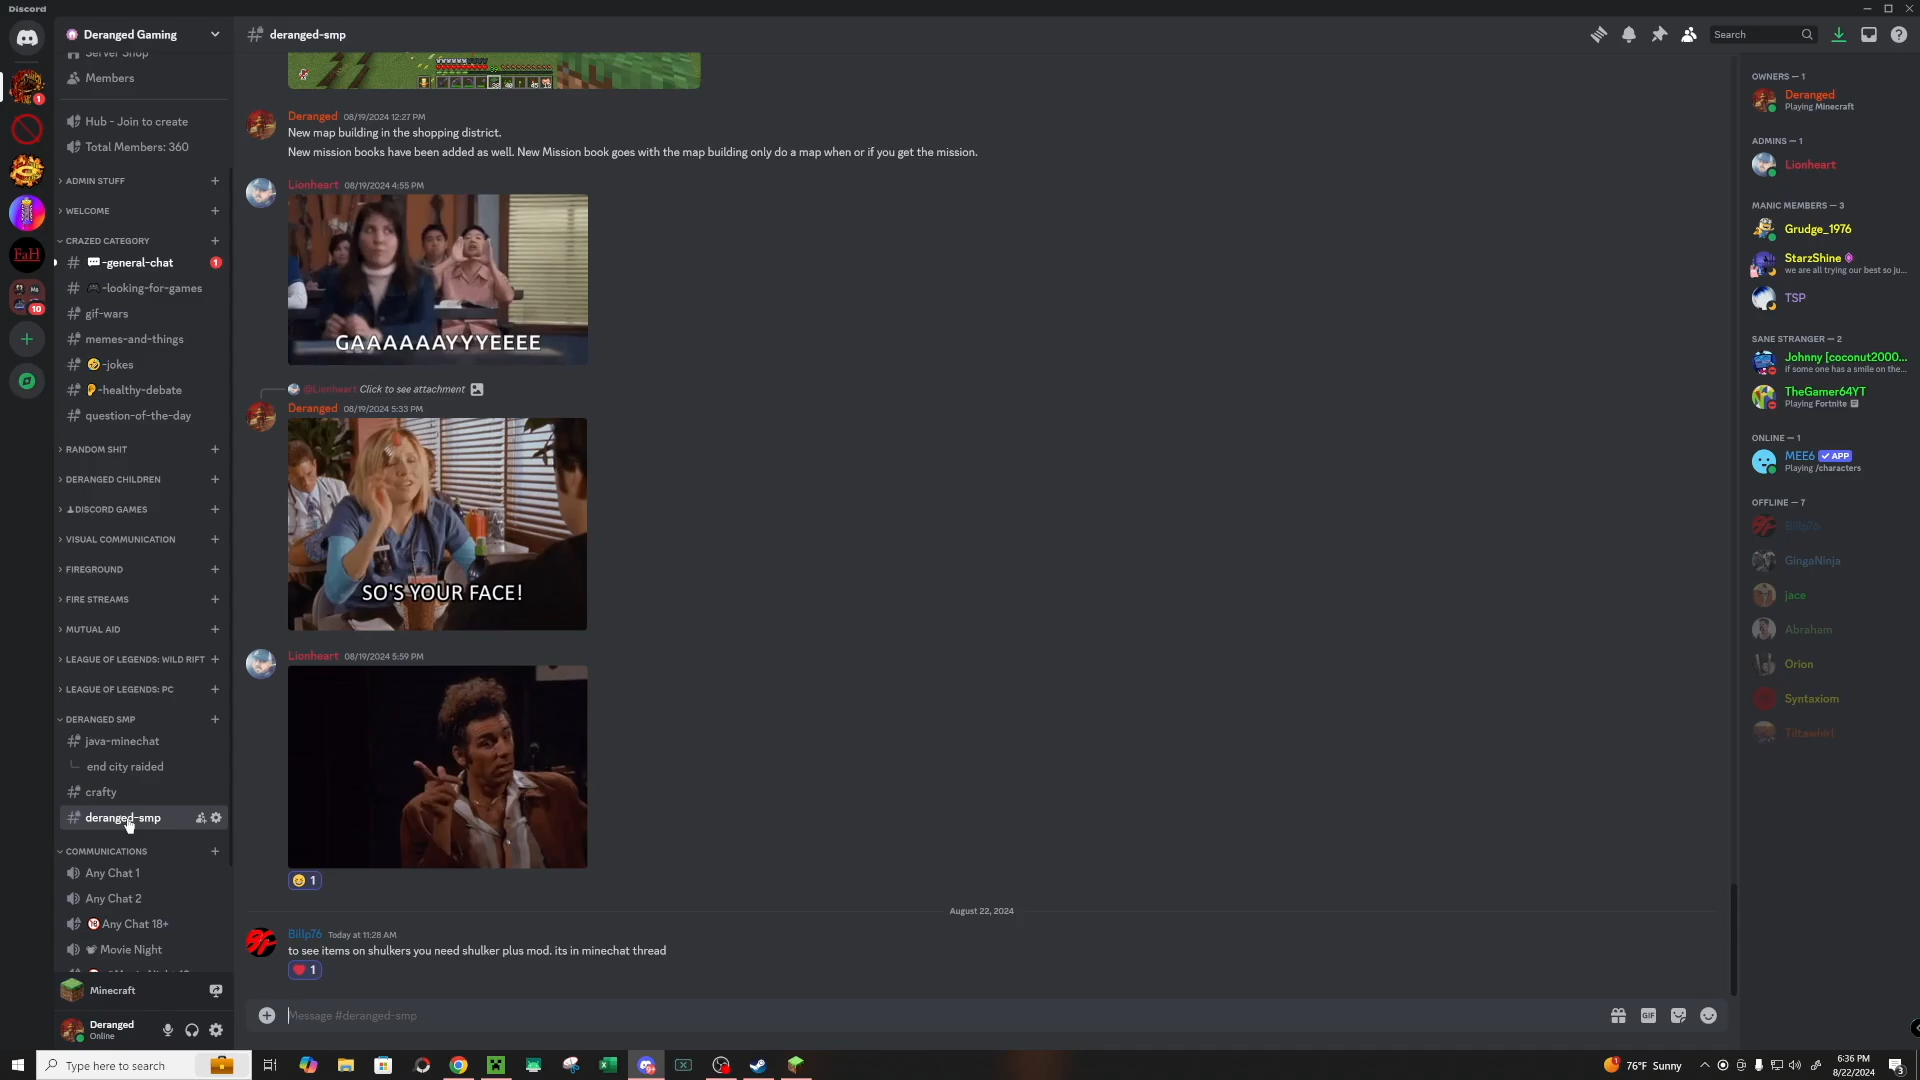 Discord
Deranged Gaming
# deranged-smp
Search
Server Shop
Members
Hub - Join to create
Total Members: 360
ADMIN STUFF
WELCOME
CRAZED CATEGORY
-general-chat
1
-looking-for-games
gif-wars
memes-and-things
🤣-jokes
👂-healthy-debate
question-of-the-day
RANDOM SHIT
DERANGED CHILDREN
♟DISCORD GAMES
VISUAL COMMUNICATION
FIREGROUND
FIRE STREAMS
MUTUAL AID
LEAGUE OF LEGENDS: WILD RIFT
LEAGUE OF LEGENDS: PC
DERANGED SMP
java-minechat
end city raided
crafty
deranged-smp
COMMUNICATIONS
Any Chat 1
Any Chat 2
🔞Any Chat 18+
Movie Night
Minecraft
Deranged
Online
1
FaH
10
Deranged 08/19/2024 12:27 PM
New map building in the shopping district.
New mission books have been added as well. New Mission book goes with the map building only do a map when or if you get the mission.
Lionheart 08/19/2024 4:55 PM
GAAAAAAYYYEEEE
@Lionheart Click to see attachment
Deranged 08/19/2024 5:33 PM
SO'S YOUR FACE!
Lionheart 08/19/2024 5:59 PM
1
August 22, 2024
Billp76 Today at 11:28 AM
to see items on shulkers you need shulker plus mod. its in minechat thread
1
Message #deranged-smp
GIF
OWNERS — 1
Deranged
Playing Minecraft
ADMINS — 1
Lionheart
MANIC MEMBERS — 3
Grudge_1976
StarzShine
we are all trying our best so ju...
TSP
SANE STRANGER — 2
Johnny [coconut2000...
if some one has a smile on the...
TheGamer64YT
Playing Fortnite
ONLINE — 1
MEE6 ✓ APP
Playing /characters
OFFLINE — 7
Billp76
GingaNinja
jace
Abraham
Orion
Syntaxiom
Tiltawhirl
Type here to search
76°F Sunny
6:36 PM
8/22/2024
3